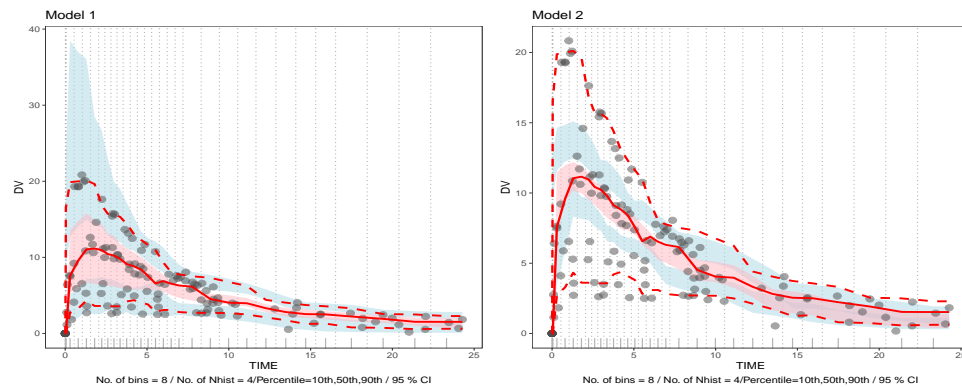 Model 1
40
30
20
10
0
DV
0 5 10 15 20 25
TIME
No. of bins = 8 / No. of Nhist = 4/Percentile=10th,50th,90th / 95 % CI
Model 2
20
15
10
5
0
DV
0 5 10 15 20 25
TIME
No. of bins = 8 / No. of Nhist = 4/Percentile=10th,50th,90th / 95 % CI